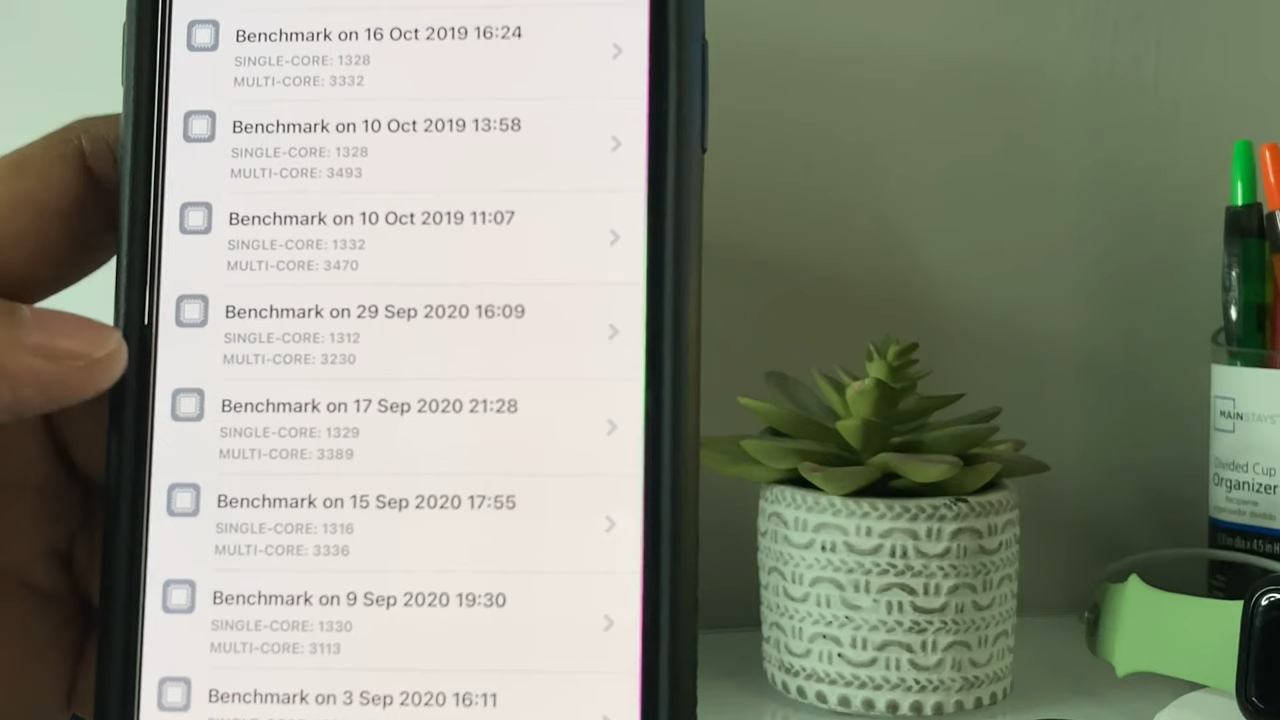 Benchmark on 16 Oct 2019 16:24
SINGLE-CORE: 1328
MULTI-CORE: 3332
Benchmark on 10 Oct 2019 13:58
SINGLE-CORE: 1328
MULTI-CORE: 3493
Benchmark on 10 Oct 2019 11:07
SINGLE-CORE: 1332
MULTI-CORE: 3470
Benchmark on 29 Sep 2020 16:09
SINGLE-CORE: 1312
MULTI-CORE: 3230
Benchmark on 17 Sep 2020 21:28
SINGLE-CORE: 1329
MULTI-CORE: 3389
Benchmark on 15 Sep 2020 17:55
SINGLE-CORE: 1316
MULTI-CORE: 3336
Benchmark on 9 Sep 2020 19:30
SINGLE-CORE: 1330
MULTI-CORE: 3113
Benchmark on 3 Sep 2020 16:11
MAINSTAYS
Divided Cup
Organizer